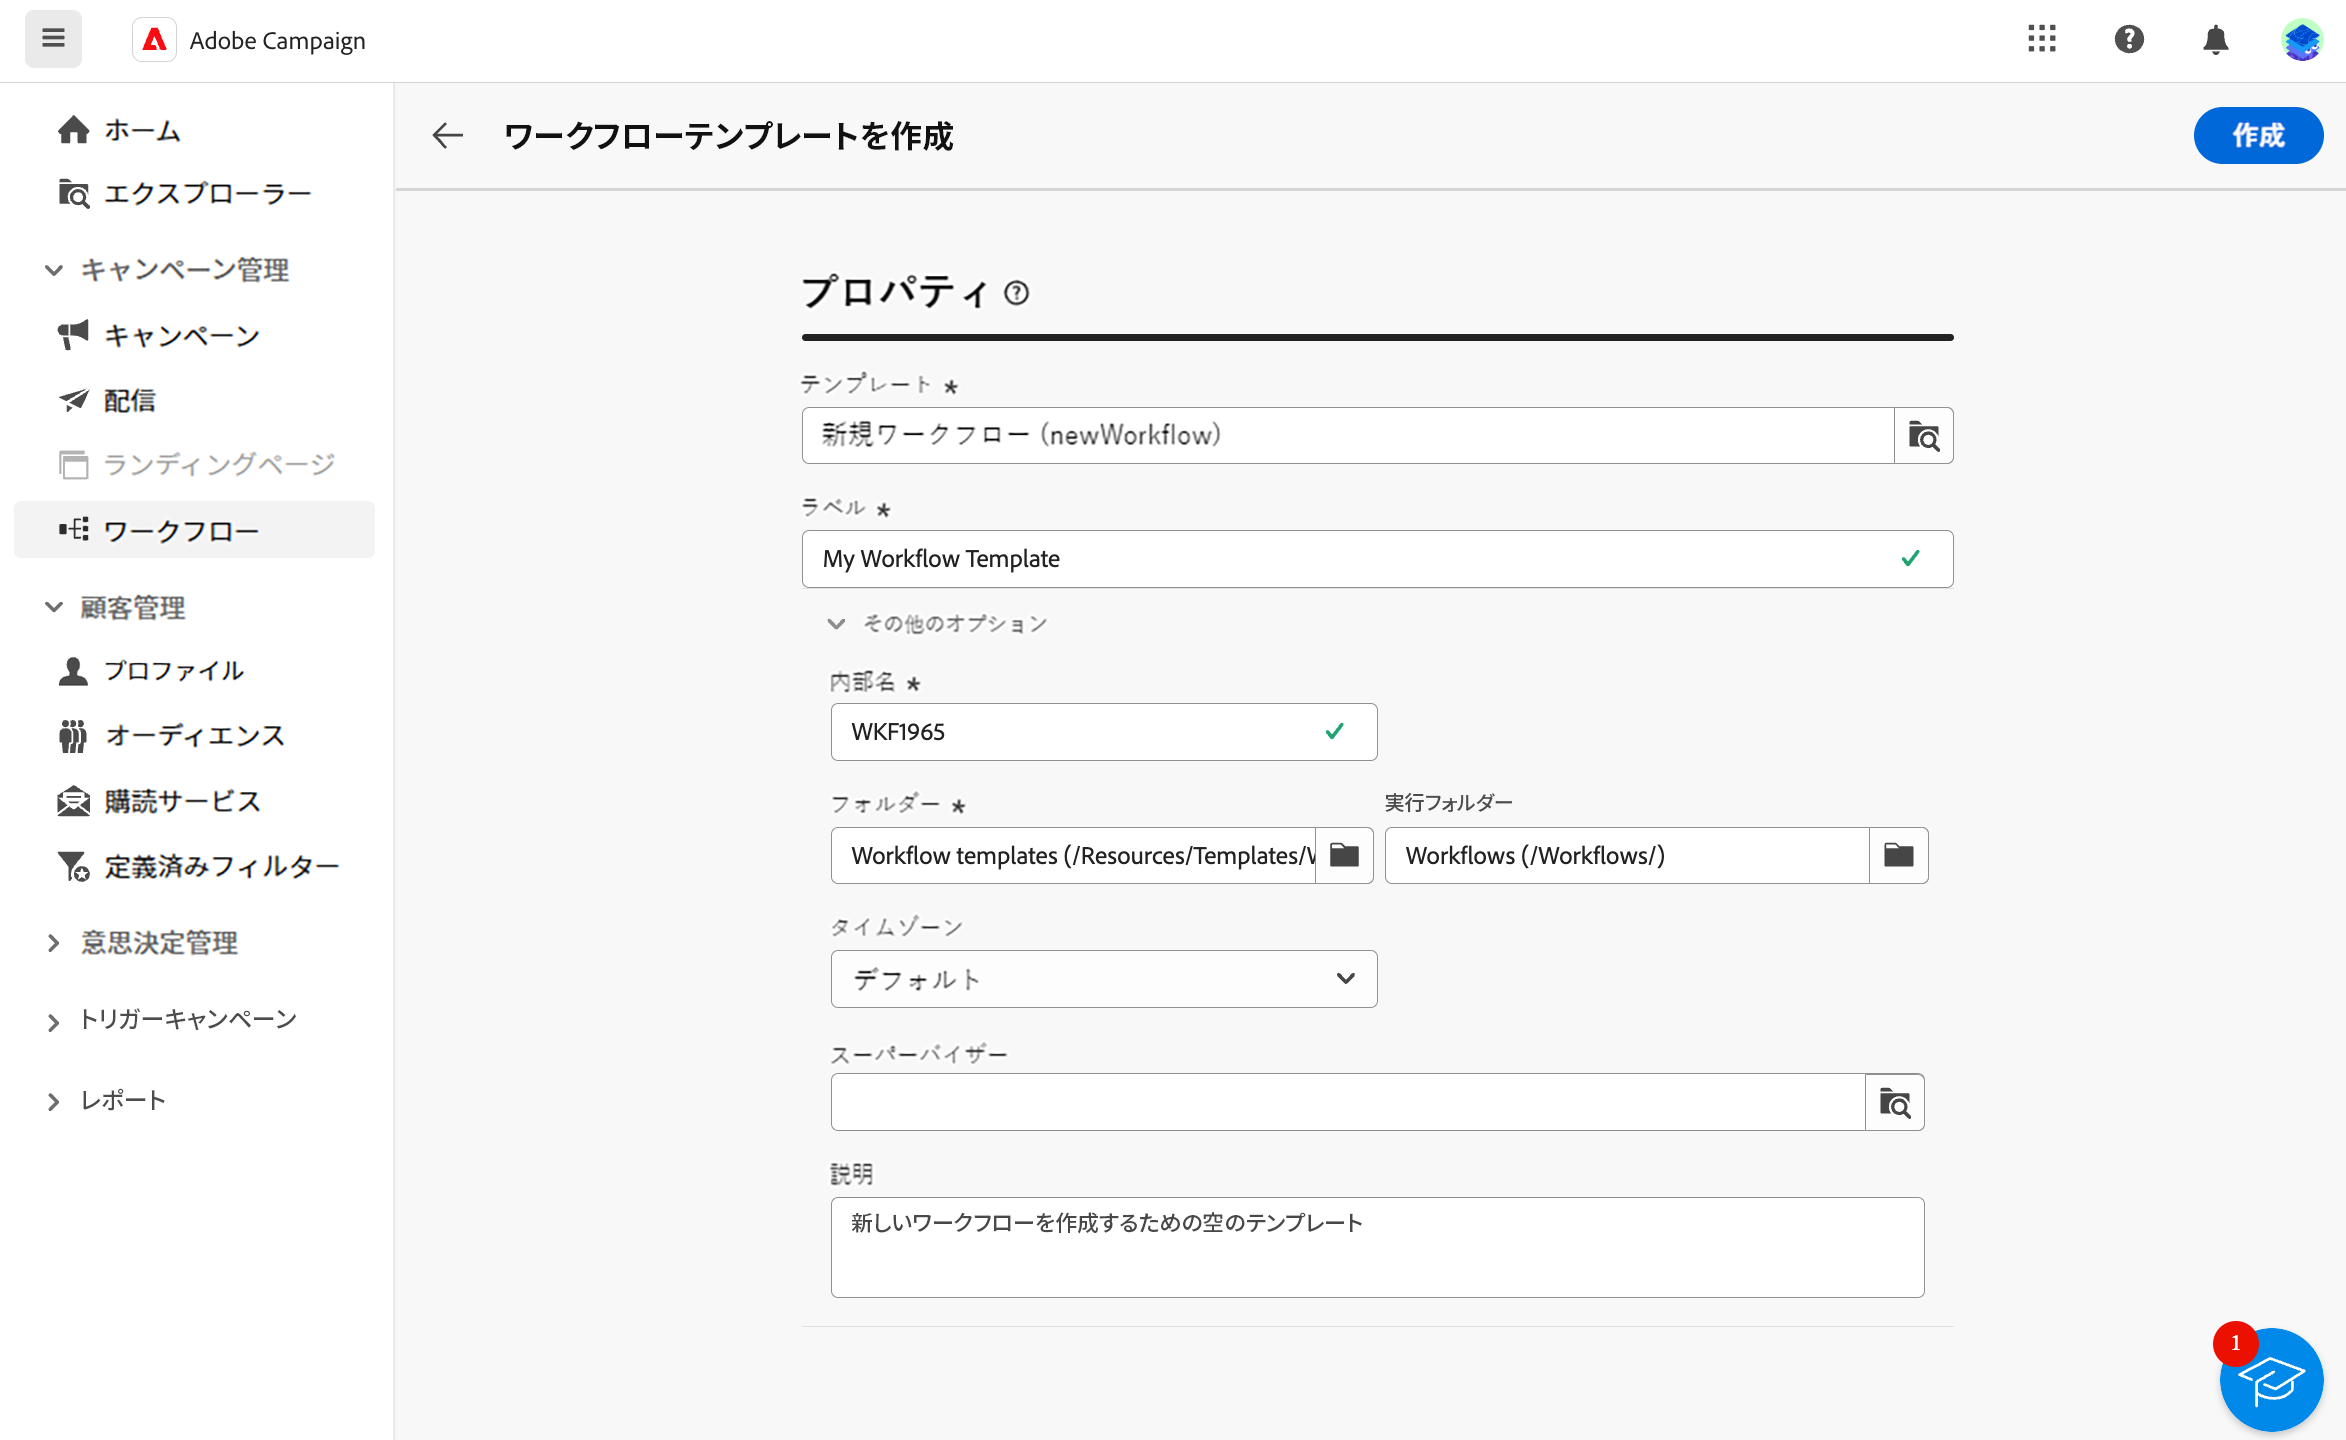 Adobe Campaign
ホーム
エクスプローラー
キャンペーン管理
キャンペーン
配信
ランディングページ
ワークフロー
顧客管理
プロファイル
オーディエンス
購読サービス
定義済みフィルター
意思決定管理
トリガーキャンペーン
レポート
ワークフローテンプレートを作成
作成
プロパティ
テンプレート *
新規ワークフロー (newWorkflow)
ラベル *
My Workflow Template
その他のオプション
内部名 *
WKF1965
フォルダー * 実行フォルダー
Workflow templates (/Resources/Templates/ Workflows (/Workflows/)
タイムゾーン
デフォルト
スーパーバイザー
説明
新しいワークフローを作成するための空のテンプレート
1